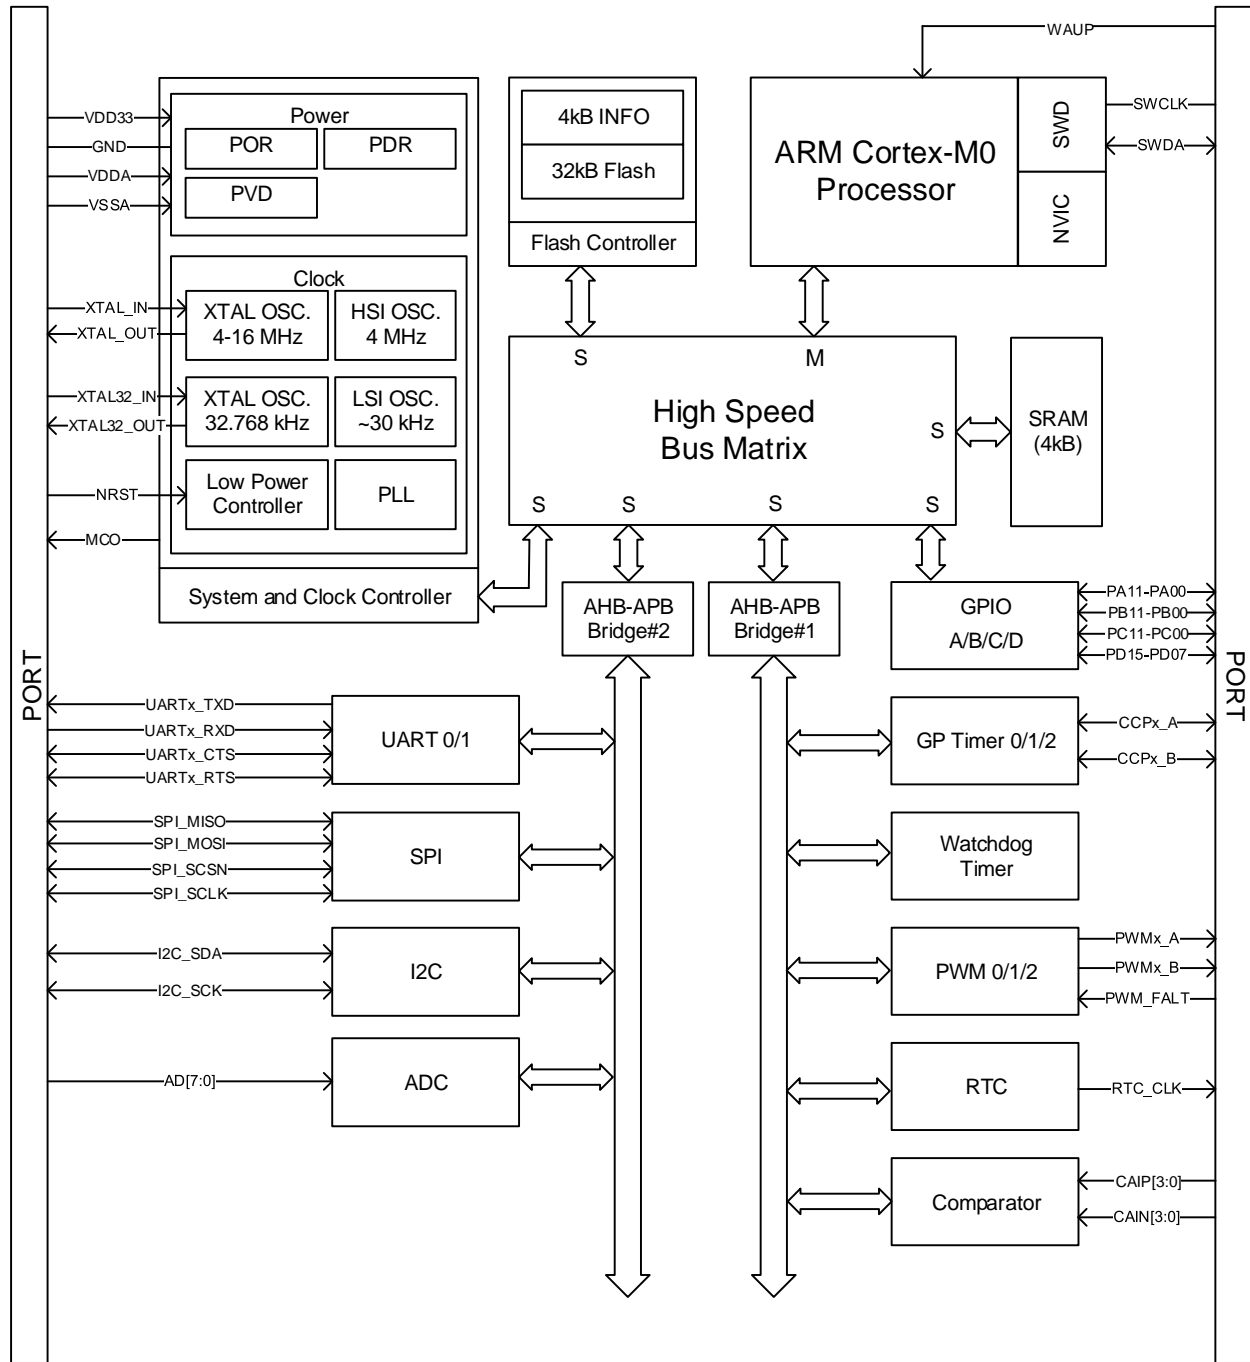 WAUP
VDD33
GND
VDDA
VSSA
Power
POR
PDR
PVD
4kB INFO
32kB Flash
Flash Controller
ARM Cortex-M0
Processor
SWD
NVIC
SWCLK
SWDA
XTAL_IN
XTAL_OUT
XTAL32_IN
XTAL32_OUT
NRST
MCO
Clock
XTAL OSC.
4-16 MHz
HSI OSC.
4 MHz
XTAL OSC.
32.768 kHz
LSI OSC.
~30 kHz
Low Power
Controller
PLL
System and Clock Controller
S
M
High Speed
Bus Matrix
S
S
S
S
S
SRAM
(4kB)
AHB-APB
Bridge#2
AHB-APB
Bridge#1
GPIO
A/B/C/D
PA11-PA00
PB11-PB00
PC11-PC00
PD15-PD07
PORT
PORT
UARTx_TXD
UARTx_RXD
UARTx_CTS
UARTx_RTS
UART 0/1
GP Timer 0/1/2
CCPx_A
CCPx_B
SPI_MISO
SPI_MOSI
SPI_SCSN
SPI_SCLK
SPI
Watchdog
Timer
I2C_SDA
I2C_SCK
I2C
PWM 0/1/2
PWMx_A
PWMx_B
PWM_FALT
AD[7:0]
ADC
RTC
RTC_CLK
Comparator
CAIP[3:0]
CAIN[3:0]